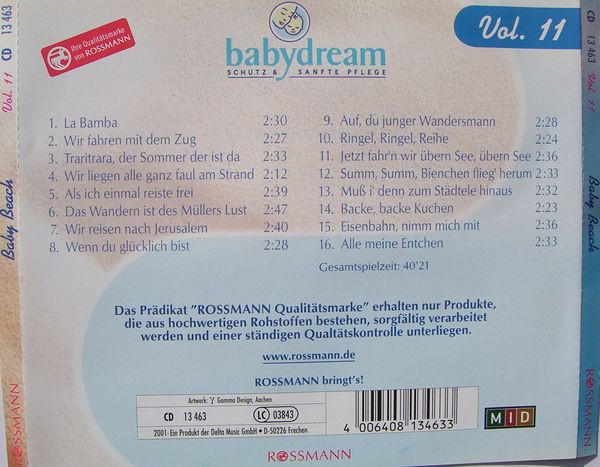 Baby Beach Vol. 11 CD 13 463
ROSSMANN
Ihre Qualitätsmarke
von ROSSMANN
babydream
SCHUTZ & SANFTE PFLEGE
Vol. 11
1. La Bamba 2:30
2. Wir fahren mit dem Zug 2:27
3. Traritrara, der Sommer der ist da 2:33
4. Wir liegen alle ganz faul am Strand 2:12
5. Als ich einmal reiste frei 2:39
6. Das Wandern ist des Müllers Lust 2:47
7. Wir reisen nach Jerusalem 2:40
8. Wenn du glücklich bist 2:28
9. Auf, du junger Wandersmann 2:28
10. Ringel, Ringel, Reihe 2:24
11. Jetzt fahr'n wir übern See, übern See 2:36
12. Summ, Summ, Bienchen flieg' herum 2:33
13. Muß i' denn zum Städtele hinaus 2:32
14. Backe, backe Kuchen 2:23
15. Eisenbahn, nimm mich mit 2:36
16. Alle meine Entchen 2:33
Gesamtspielzeit: 40'21
Das Prädikat "ROSSMANN Qualitätsmarke" erhalten nur Produkte,
die aus hochwertigen Rohstoffen bestehen, sorgfältig verarbeitet
werden und einer ständigen Qualtätskontrolle unterliegen.
www.rossmann.de
ROSSMANN bringt's!
Artwork: γ Gamma Design, Aachen
CD 13 463 LC 03843
2001·Ein Produkt der Delta Music GmbH • D-50226 Frechen
4 006408 134633
MID
ROSSMANN
CD 13 463 Vol. 11 Baby Beach
ROSSMANN